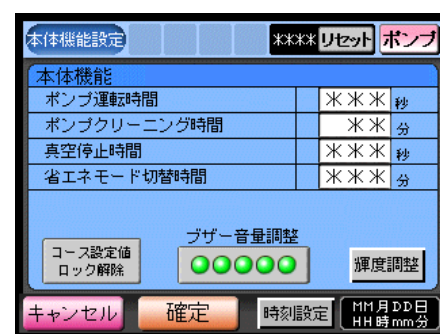 本体機能設定 ＊＊＊＊ リセット ポンプ
本体機能
ポンプ運転時間 ＊＊＊ 秒
ポンプクリーニング時間 ＊＊ 分
真空停止時間 ＊＊＊ 秒
省エネモード切替時間 ＊＊＊ 分
ブザー音量調整
コース設定値
ロック解除
輝度調整
キャンセル 確定 時刻設定 MM月DD日
HH時mm分